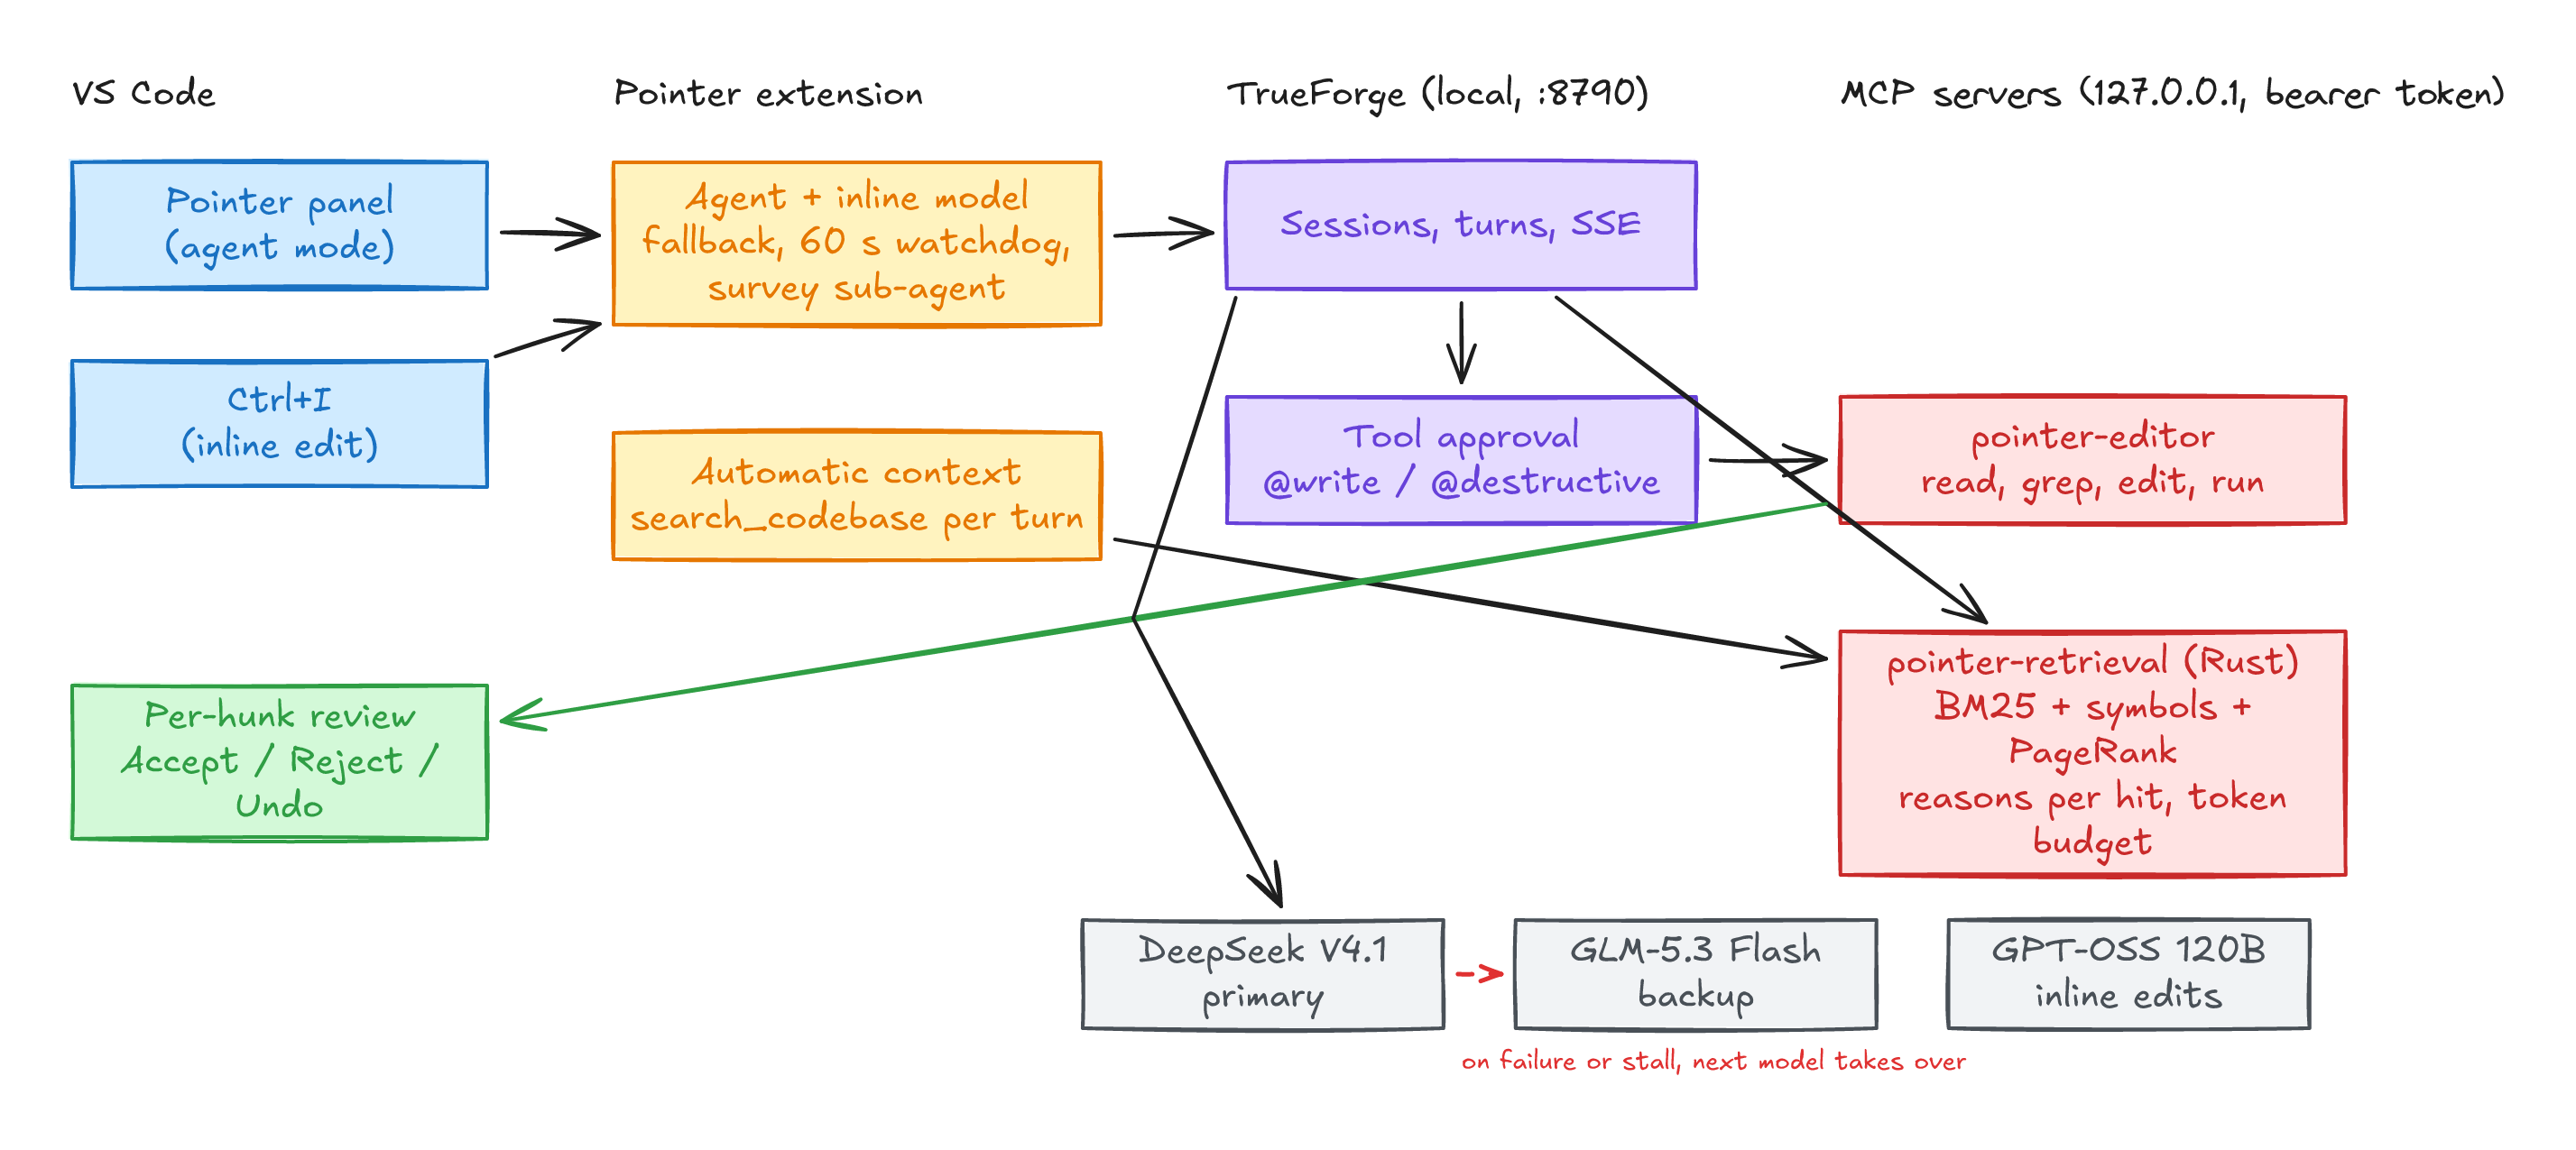 VS Code
Pointer extension
TrueForge (local, :8790)
MCP servers (127.0.0.1, bearer token)
Pointer panel
(agent mode)
Agent + inline model
fallback, 60 s watchdog,
survey sub-agent
Sessions, turns, SSE
Ctrl+I
(inline edit)
Automatic context
search_codebase per turn
Tool approval
@write / @destructive
pointer-editor
read, grep, edit, run
Per-hunk review
Accept / Reject /
Undo
pointer-retrieval (Rust)
BM25 + symbols +
PageRank
reasons per hit, token
budget
DeepSeek V4.1
primary
GLM-5.3 Flash
backup
GPT-OSS 120B
inline edits
on failure or stall, next model takes over